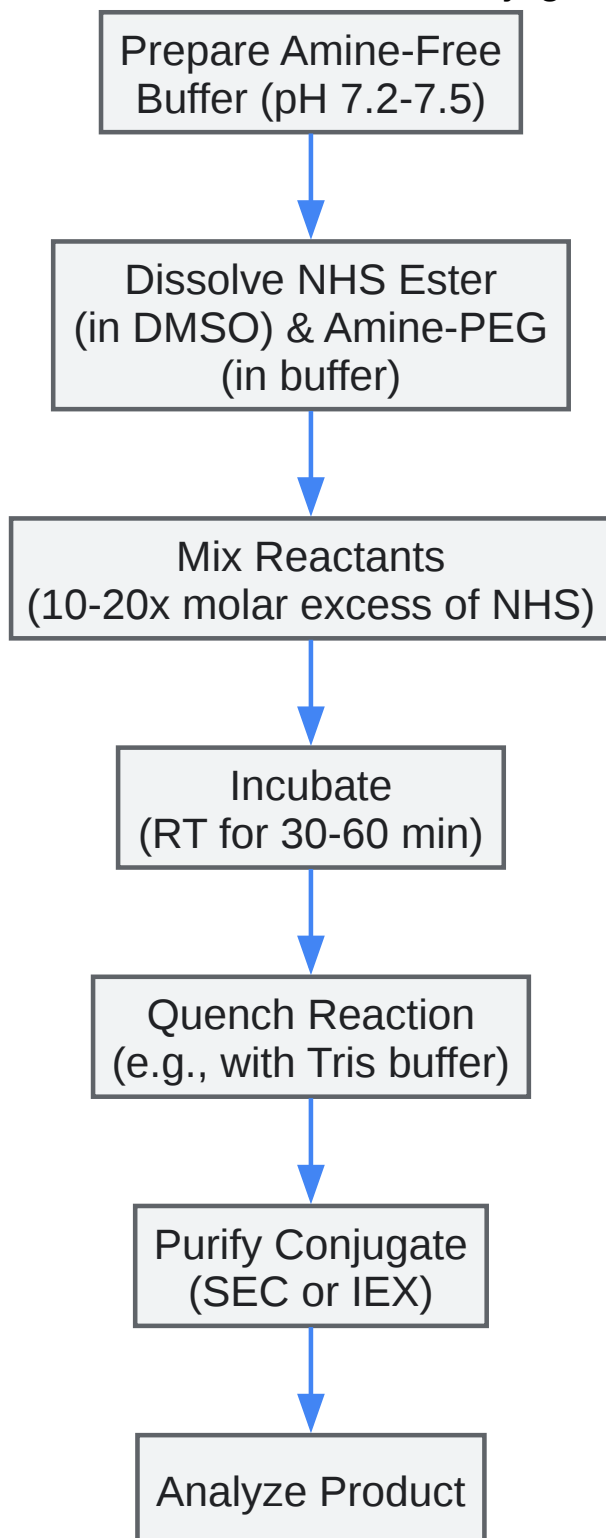 Prepare Amine-Free
Buffer (pH 7.2-7.5)
Dissolve NHS Ester
(in DMSO) & Amine-PEG
(in buffer)
Mix Reactants
(10-20x molar excess of NHS)
Incubate
(RT for 30-60 min)
Quench Reaction
(e.g., with Tris buffer)
Purify Conjugate
(SEC or IEX)
Analyze Product